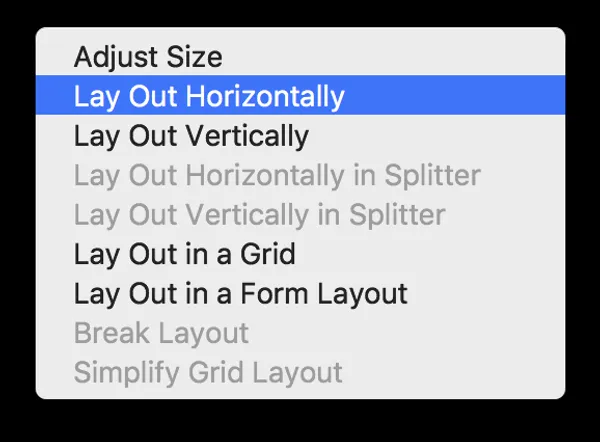 Adjust Size
Lay Out Horizontally
Lay Out Vertically
Lay Out Horizontally in Splitter
Lay Out Vertically in Splitter
Lay Out in a Grid
Lay Out in a Form Layout
Break Layout
Simplify Grid Layout